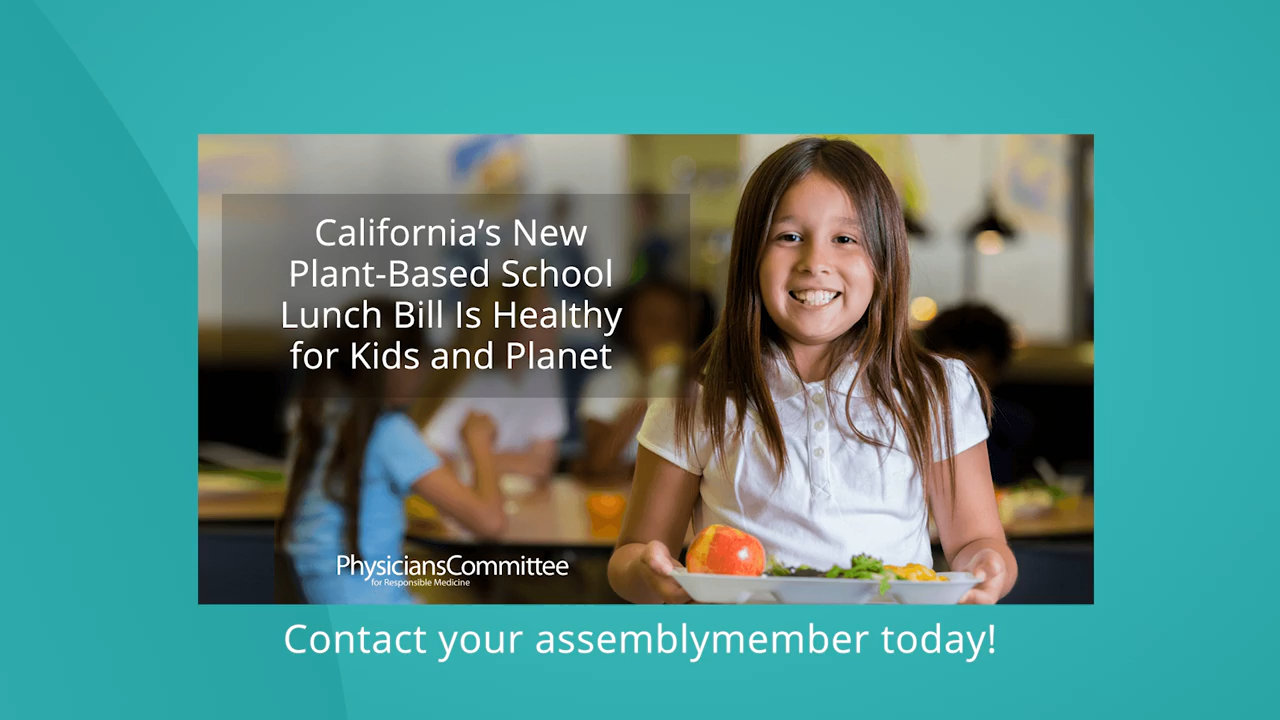 California’s New
Plant-Based School
Lunch Bill Is Healthy
for Kids and Planet
PhysiciansCommittee
for Responsible Medicine
Contact your assemblymember today!